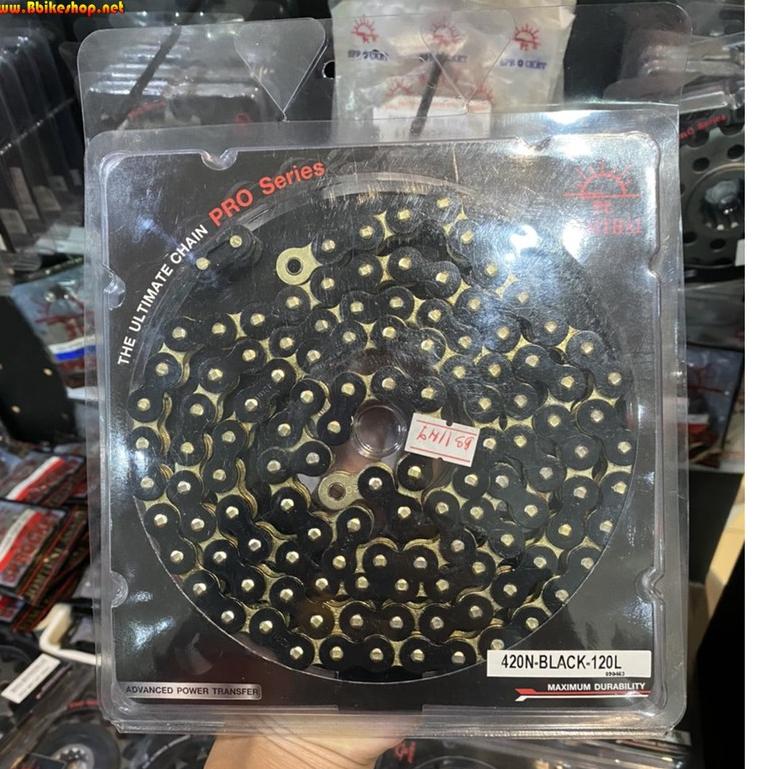 www.Bbikeshop.net
THE ULTIMATE CHAIN PRO Series
420N-BLACK-120L
ADVANCED POWER TRANSFER
MAXIMUM DURABILITY